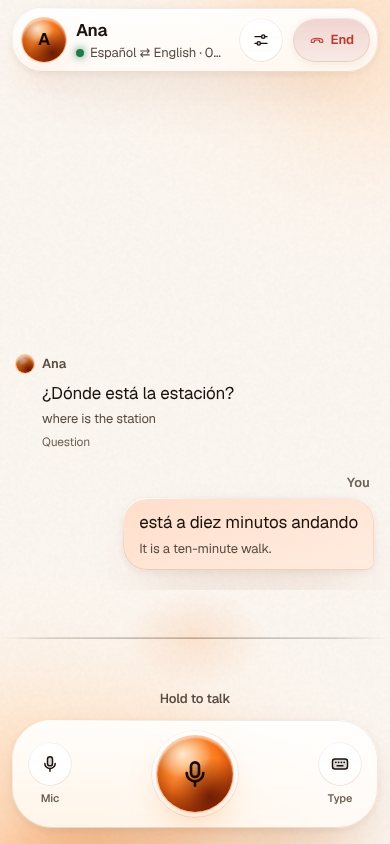 A
Ana
Español ⇄ English · 0...
End
Ana
¿Dónde está la estación?
where is the station
Question
You
está a diez minutos andando
It is a ten-minute walk.
Hold to talk
Mic
Type